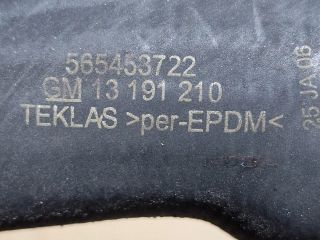 565453722
GM 13 191 210
TEKLAS >per-EPDM<
25 JA 06